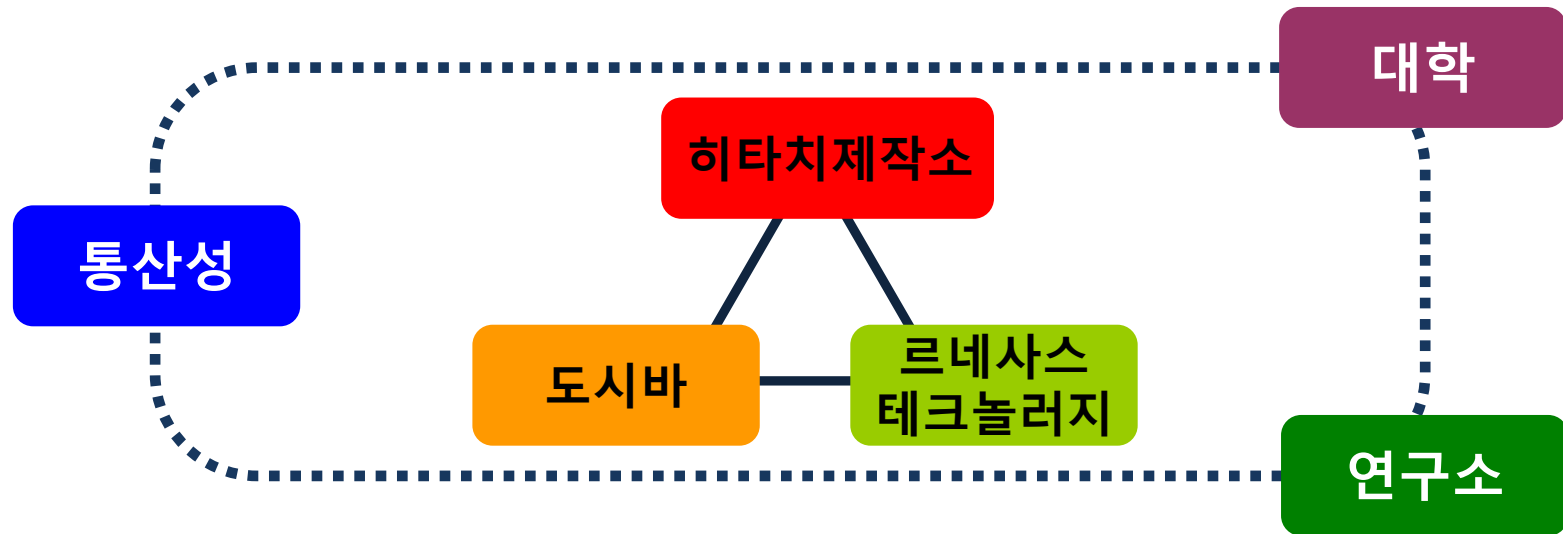 대학
히타치제작소
통산성
도시바
르네사스
테크놀러지
연구소